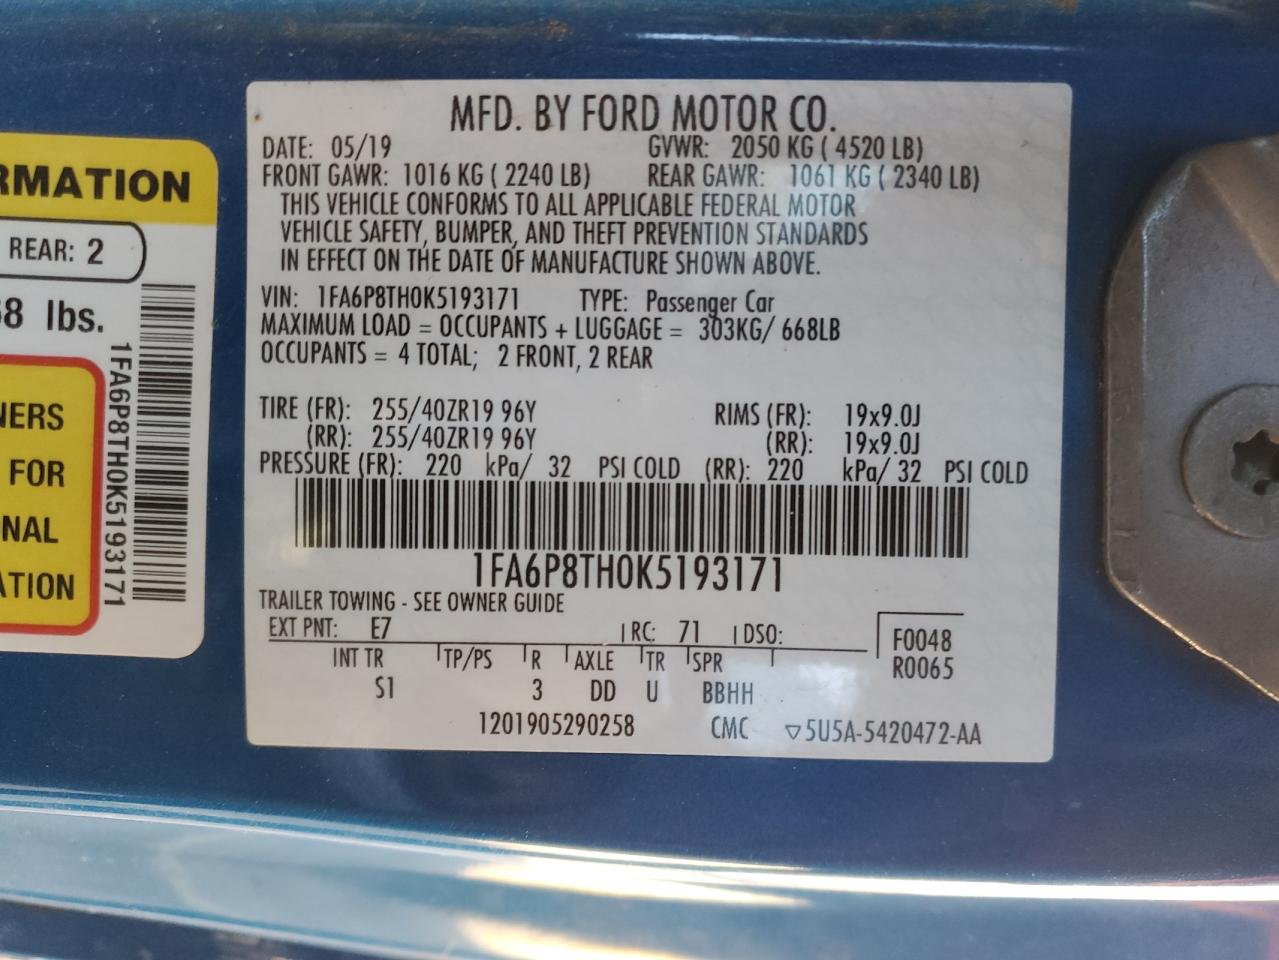 RMATION
REAR: 2
68 lbs.
NERS
FOR
NAL
ATION
1FA6P8TH0K5193171
MFD. BY FORD MOTOR CO.
DATE: 05/19 GVWR: 2050 KG ( 4520 LB)
FRONT GAWR: 1016 KG ( 2240 LB) REAR GAWR: 1061 KG ( 2340 LB)
THIS VEHICLE CONFORMS TO ALL APPLICABLE FEDERAL MOTOR
VEHICLE SAFETY, BUMPER, AND THEFT PREVENTION STANDARDS
IN EFFECT ON THE DATE OF MANUFACTURE SHOWN ABOVE.
VIN: 1FA6P8TH0K5193171 TYPE: Passenger Car
MAXIMUM LOAD = OCCUPANTS + LUGGAGE = 303KG/ 668LB
OCCUPANTS = 4 TOTAL; 2 FRONT, 2 REAR
TIRE (FR): 255/40ZR19 96Y RIMS (FR): 19x9.0J
(RR): 255/40ZR19 96Y (RR): 19x9.0J
PRESSURE (FR): 220 kPa/ 32 PSI COLD (RR): 220 kPa/ 32 PSI COLD
1FA6P8TH0K5193171
TRAILER TOWING - SEE OWNER GUIDE
EXT PNT: E7 RC: 71 DSO: F0048
R0065
INT TR TP/PS R AXLE TR SPR
S1 3 DD U BBHH
1201905290258 CMC ▽5U5A-5420472-AA